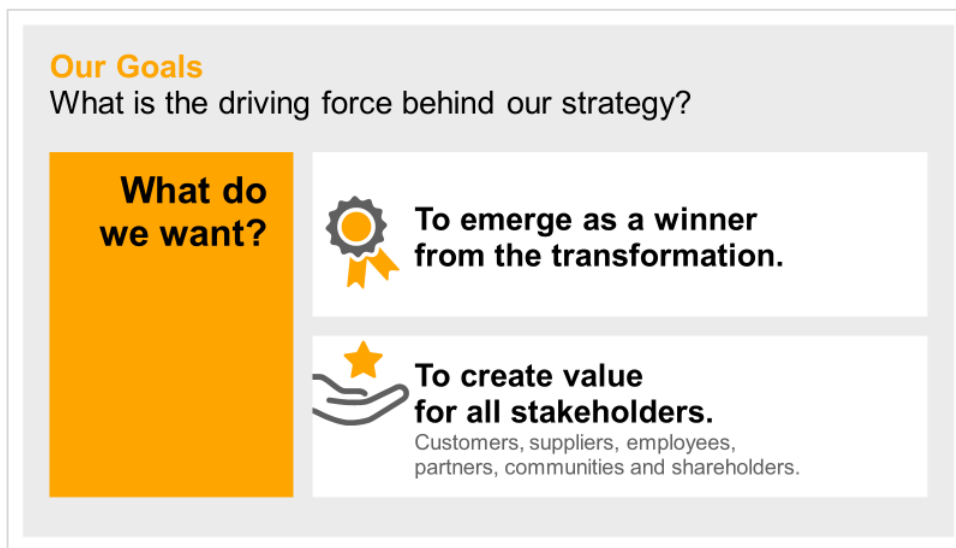 Our Goals
What is the driving force behind our strategy?
What do
we want?
To emerge as a winner
from the transformation.
To create value
for all stakeholders.
Customers, suppliers, employees,
partners, communities and shareholders.